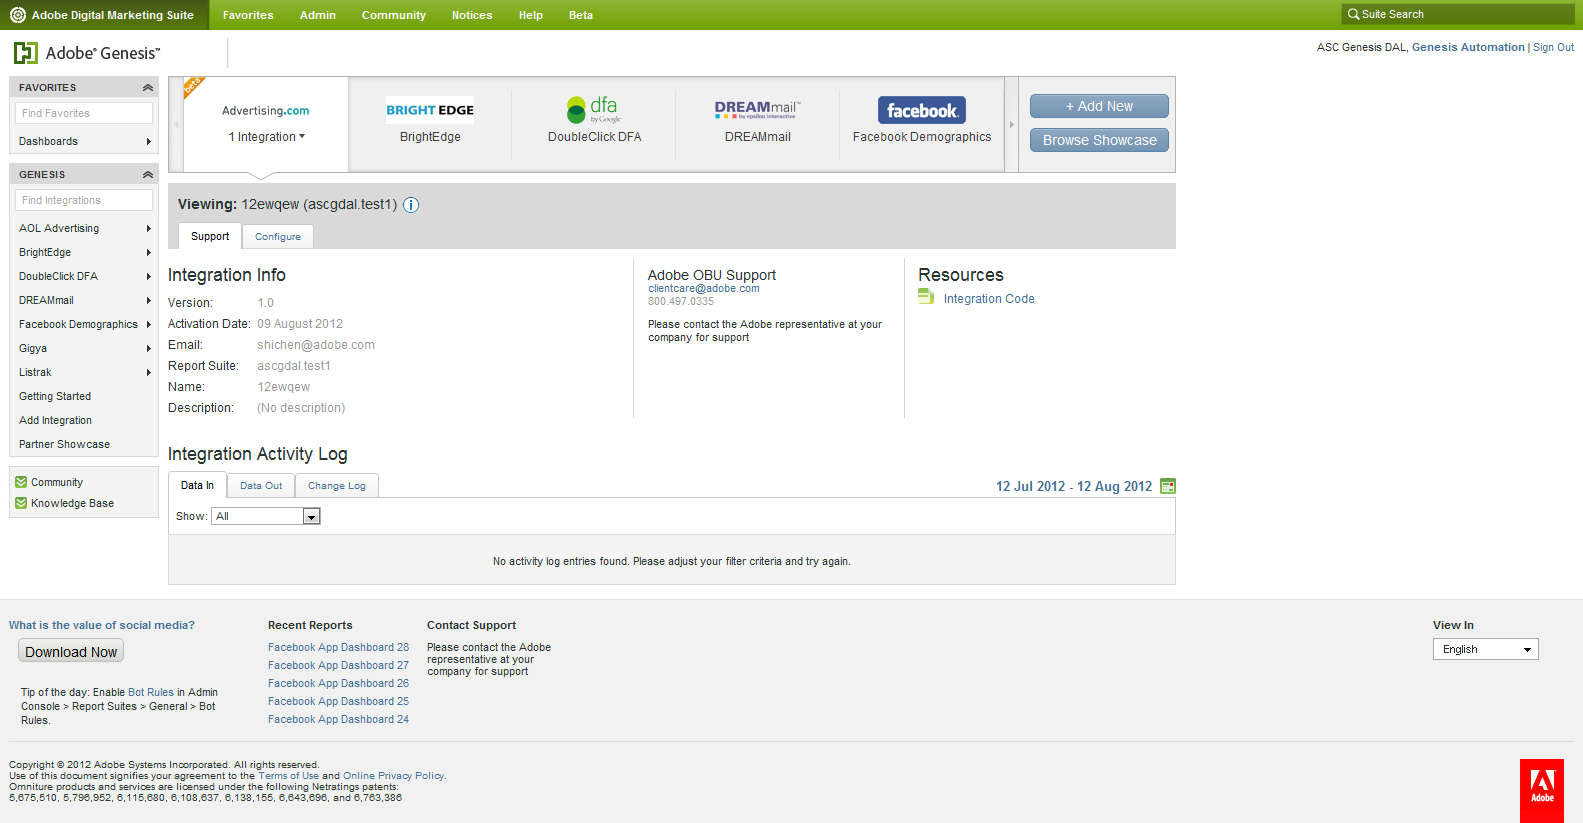 Adobe Digital Marketing Suite Favorites Admin Community Notices Help Beta Suite Search
Adobe® Genesis™
ASC Genesis DAL, Genesis Automation | Sign Out
FAVORITES
Find Favorites
Dashboards
GENESIS
Find Integrations
AOL Advertising
BrightEdge
DoubleClick DFA
DREAMmail
Facebook Demographics
Gigya
Listrak
Getting Started
Add Integration
Partner Showcase
Community
Knowledge Base
beta
Advertising.com
1 Integration
BRIGHT EDGE
BrightEdge
dfa
by Google
DoubleClick DFA
DREAMmail™
by epsilon interactive
DREAMmail
facebook.
Facebook Demographics
+ Add New
Browse Showcase
Viewing: 12ewqew (ascgdal.test1)
Support Configure
Integration Info
Version: 1.0
Activation Date: 09 August 2012
Email: shichen@adobe.com
Report Suite: ascgdal.test1
Name: 12ewqew
Description: (No description)
Adobe OBU Support
clientcare@adobe.com
800.497.0335
Please contact the Adobe representative at your
company for support
Resources
Integration Code
Integration Activity Log
Data In Data Out Change Log
12 Jul 2012 - 12 Aug 2012
Show: All
No activity log entries found. Please adjust your filter criteria and try again.
What is the value of social media?
Download Now
Tip of the day: Enable Bot Rules in Admin
Console > Report Suites > General > Bot
Rules.
Recent Reports
Facebook App Dashboard 28
Facebook App Dashboard 27
Facebook App Dashboard 26
Facebook App Dashboard 25
Facebook App Dashboard 24
Contact Support
Please contact the Adobe
representative at your
company for support
View In
English
Copyright © 2012 Adobe Systems Incorporated. All rights reserved.
Use of this document signifies your agreement to the Terms of Use and Online Privacy Policy.
Omniture products and services are licensed under the following Netratings patents:
5,675,510, 5,796,952, 6,115,680, 6,108,637, 6,138,155, 6,643,696, and 6,763,386
Adobe